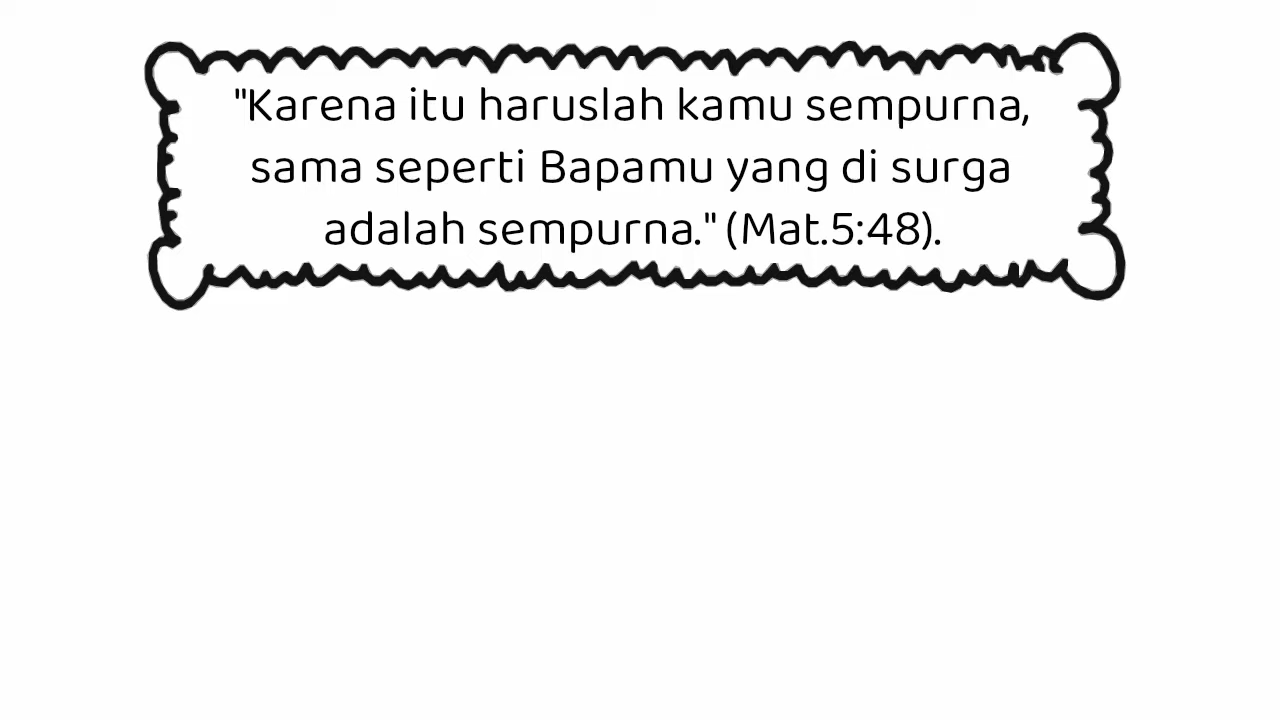 "Karena itu haruslah kamu sempurna,
sama seperti Bapamu yang di surga
adalah sempurna." (Mat.5:48).